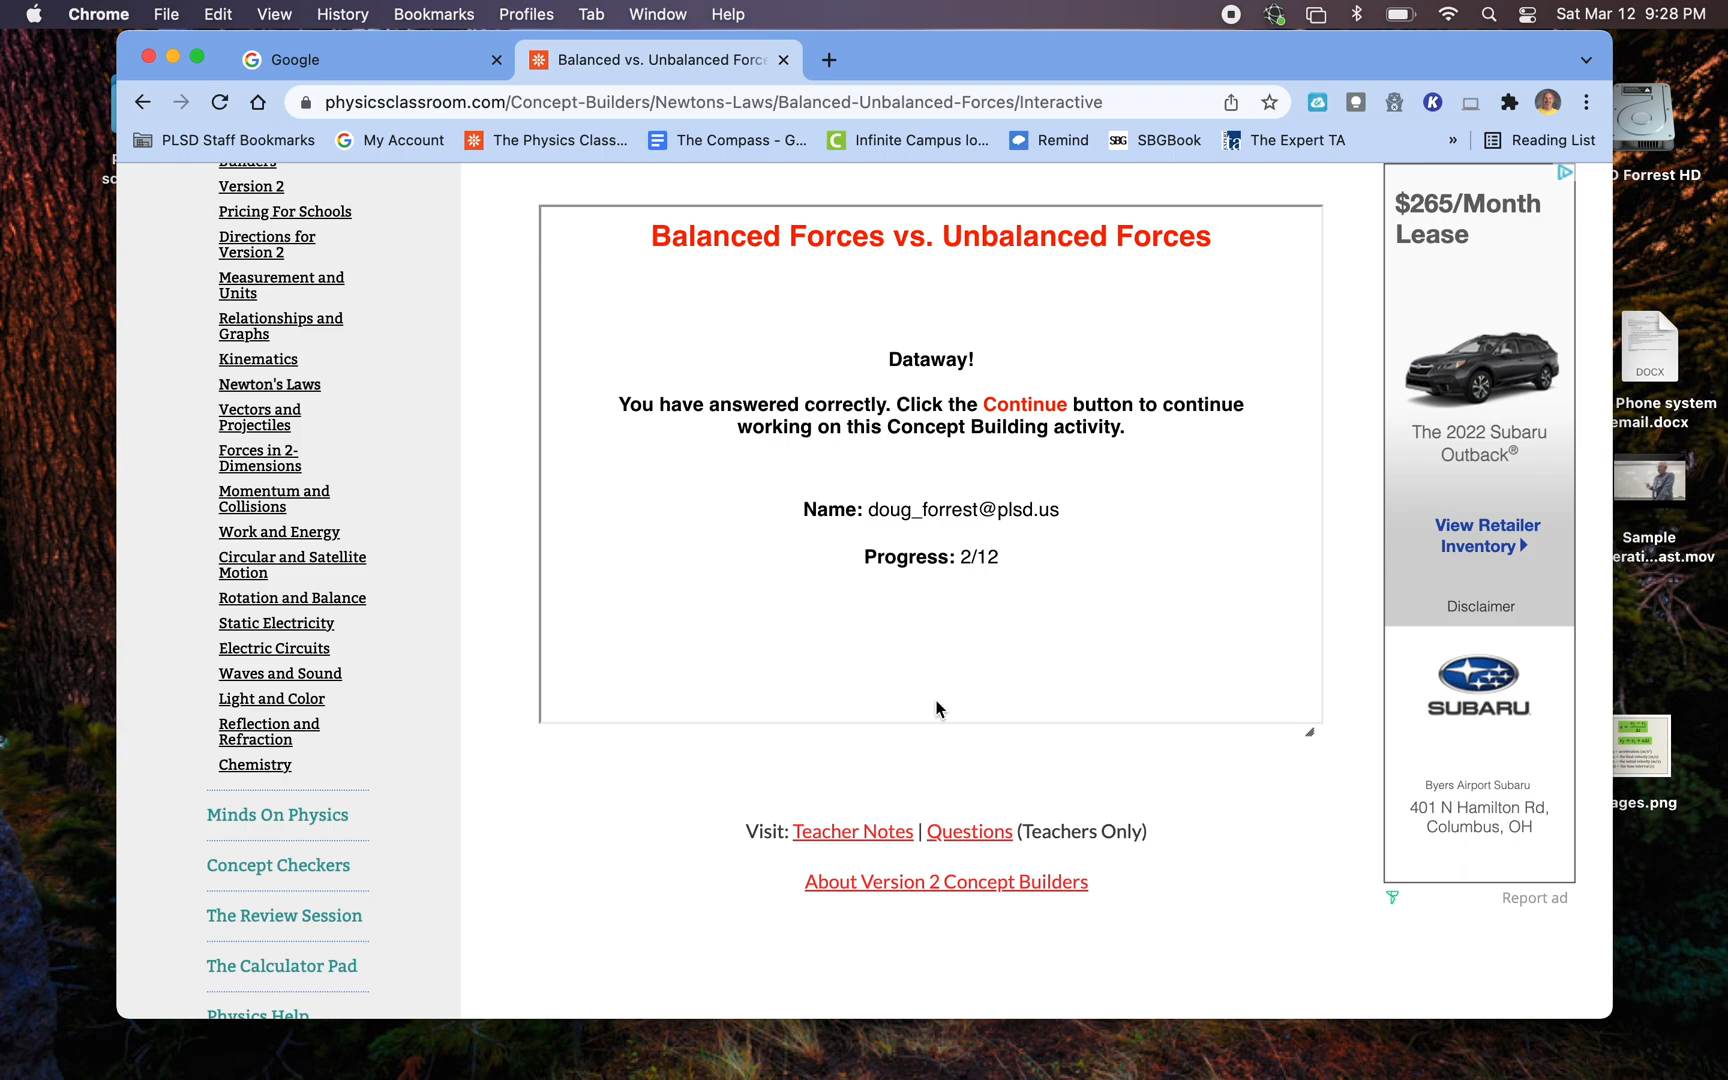 Chrome File Edit View History Bookmarks Profiles Tab Window Help Sat Mar 12 9:28 PM
Google Balanced vs. Unbalanced Forc
physicsclassroom.com/Concept-Builders/Newtons-Laws/Balanced-Unbalanced-Forces/Interactive
PLSD Staff Bookmarks My Account The Physics Class... The Compass - G... Infinite Campus lo... Remind SBG SBGBook The Expert TA » Reading List
Builders
Version 2
Pricing For Schools
Directions for
Version 2
Measurement and
Units
Relationships and
Graphs
Kinematics
Newton's Laws
Vectors and
Projectiles
Forces in 2-
Dimensions
Momentum and
Collisions
Work and Energy
Circular and Satellite
Motion
Rotation and Balance
Static Electricity
Electric Circuits
Waves and Sound
Light and Color
Reflection and
Refraction
Chemistry
Minds On Physics
Concept Checkers
The Review Session
The Calculator Pad
Physics Help
Balanced Forces vs. Unbalanced Forces
Dataway!
You have answered correctly. Click the Continue button to continue
working on this Concept Building activity.
Name: doug_forrest@plsd.us
Progress: 2/12
Visit: Teacher Notes | Questions (Teachers Only)
About Version 2 Concept Builders
$265/Month
Lease
The 2022 Subaru
Outback®
View Retailer
Inventory
Disclaimer
SUBARU
Byers Airport Subaru
401 N Hamilton Rd,
Columbus, OH
Report ad
Forrest HD
DOCX
Phone system
email.docx
Sample
erati...ast.mov
ages.png